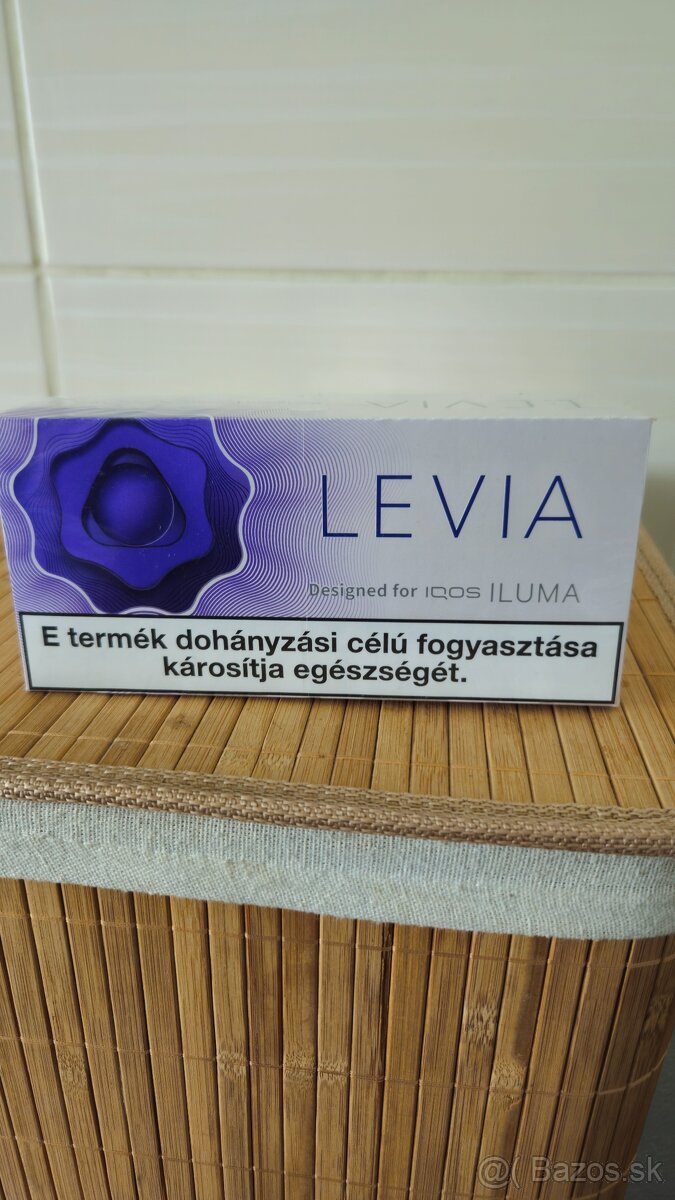 LEVIA
Designed for IQOS ILUMA
E termék dohányzási célú fogyasztása
károsítja egészségét.
@( Bazos.sk